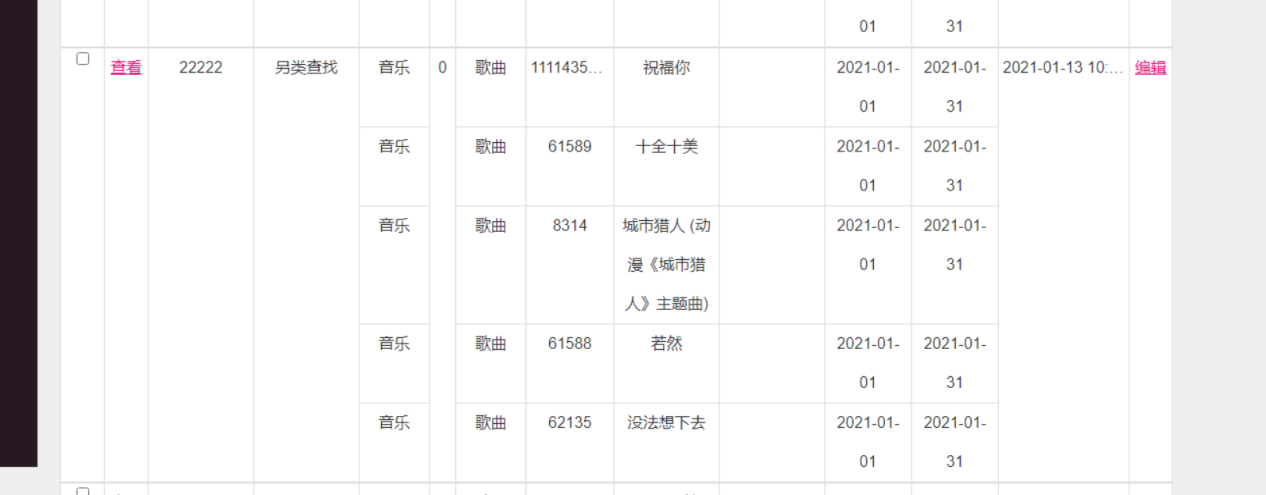 01 31
查看 22222 另类查找 音乐 0 歌曲 1111435... 祝福你 2021-01- 2021-01- 2021-01-13 10:... 编辑
01 31
音乐 歌曲 61589 十全十美 2021-01- 2021-01-
01 31
音乐 歌曲 8314 城市猎人 (动 2021-01- 2021-01-
漫《城市猎 01 31
人》主题曲)
音乐 歌曲 61588 若然 2021-01- 2021-01-
01 31
音乐 歌曲 62135 没法想下去 2021-01- 2021-01-
01 31